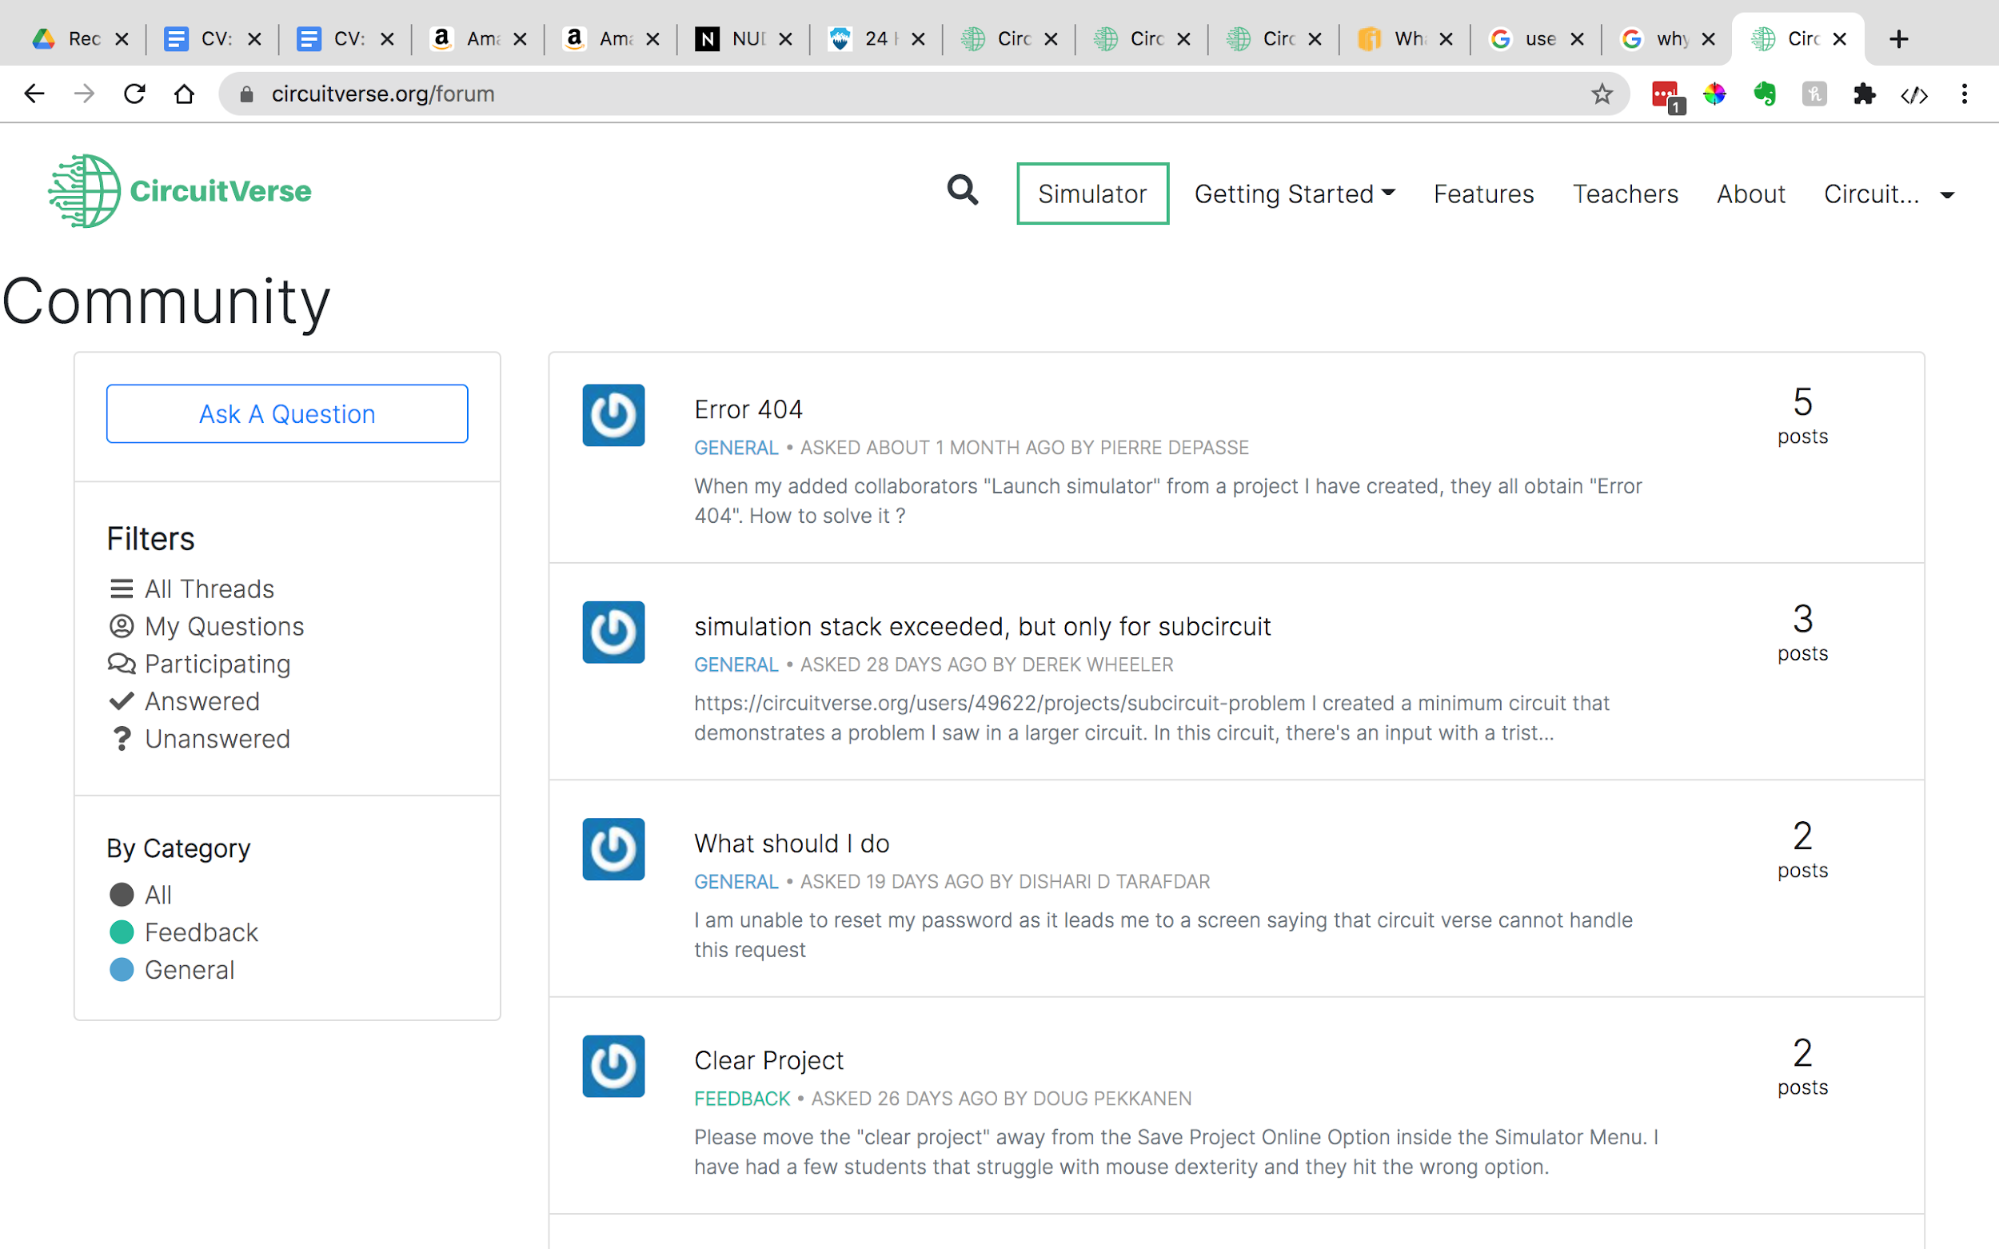 Rec CV: CV: Ama Ama NUD 24 H Circ Circ Circ Wha use why Circ
circuitverse.org/forum
1
CircuitVerse
Simulator Getting Started Features Teachers About Circuit...
Community
Ask A Question
Filters
All Threads
My Questions
Participating
Answered
Unanswered
By Category
All
Feedback
General
Error 404
GENERAL • ASKED ABOUT 1 MONTH AGO BY PIERRE DEPASSE
When my added collaborators "Launch simulator" from a project I have created, they all obtain "Error
404". How to solve it ?
5
posts
simulation stack exceeded, but only for subcircuit
GENERAL • ASKED 28 DAYS AGO BY DEREK WHEELER
https://circuitverse.org/users/49622/projects/subcircuit-problem I created a minimum circuit that
demonstrates a problem I saw in a larger circuit. In this circuit, there's an input with a trist...
3
posts
What should I do
GENERAL • ASKED 19 DAYS AGO BY DISHARI D TARAFDAR
I am unable to reset my password as it leads me to a screen saying that circuit verse cannot handle
this request
2
posts
Clear Project
FEEDBACK • ASKED 26 DAYS AGO BY DOUG PEKKANEN
Please move the "clear project" away from the Save Project Online Option inside the Simulator Menu. I
have had a few students that struggle with mouse dexterity and they hit the wrong option.
2
posts